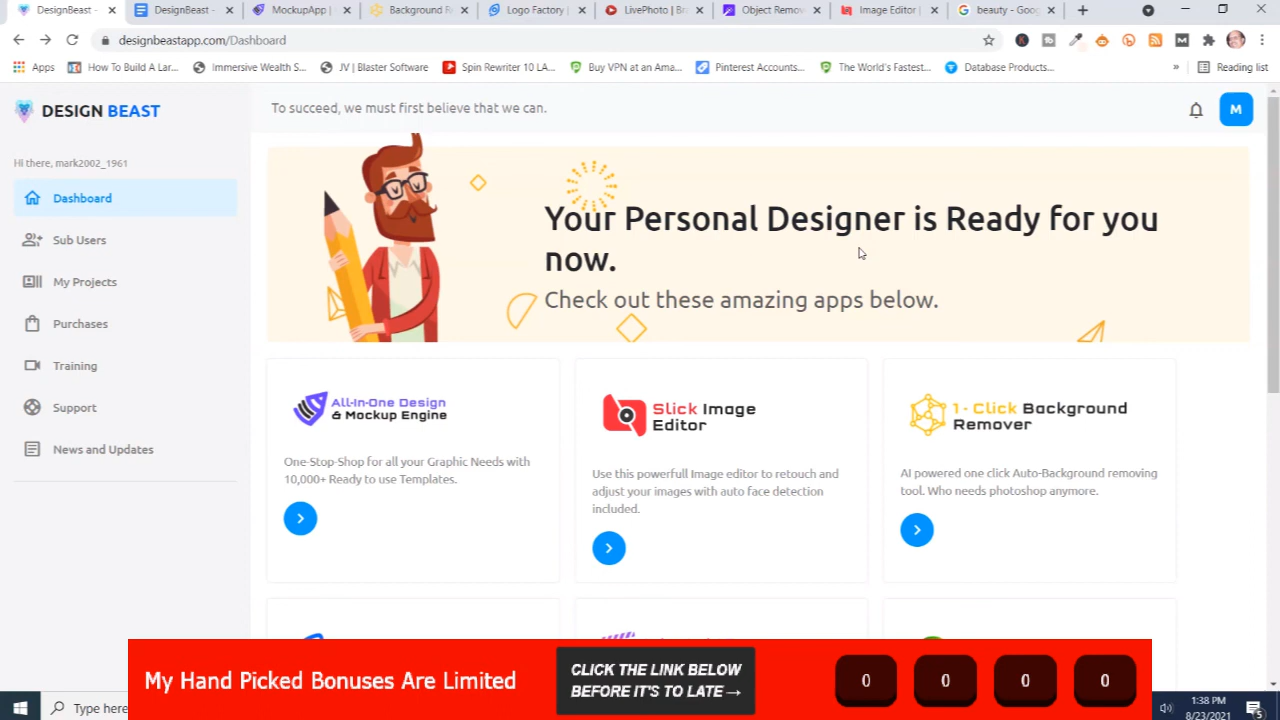 DesignBeast -
DesignBeast -
MockupApp |
Background R
Logo Factory |
LivePhoto | B
Object Remov
Image Editor |
beauty - Goog
designbeastapp.com/Dashboard
Apps
How To Build A Lar...
Immersive Wealth S...
JV | Blaster Software
Spin Rewriter 10 LA...
Buy VPN at an Ama...
Pinterest Accounts...
The World's Fastest...
Database Products...
»
Reading list
DESIGN BEAST
To succeed, we must first believe that we can.
M
Hi there, mark2002_1961
Dashboard
Sub Users
My Projects
Purchases
Training
Support
News and Updates
Your Personal Designer is Ready for you
now.
Check out these amazing apps below.
All-In-One Design
& Mockup Engine
One-Stop-Shop for all your Graphic Needs with
10,000+ Ready to use Templates.
Slick Image
Editor
Use this powerfull Image editor to retouch and
adjust your images with auto face detection
included.
1 - Click Background
Remover
AI powered one click Auto-Background removing
tool. Who needs photoshop anymore.
My Hand Picked Bonuses Are Limited
CLICK THE LINK BELOW
BEFORE IT'S TO LATE→
0
0
0
0
Type here
1:38 PM
8/23/2021
5